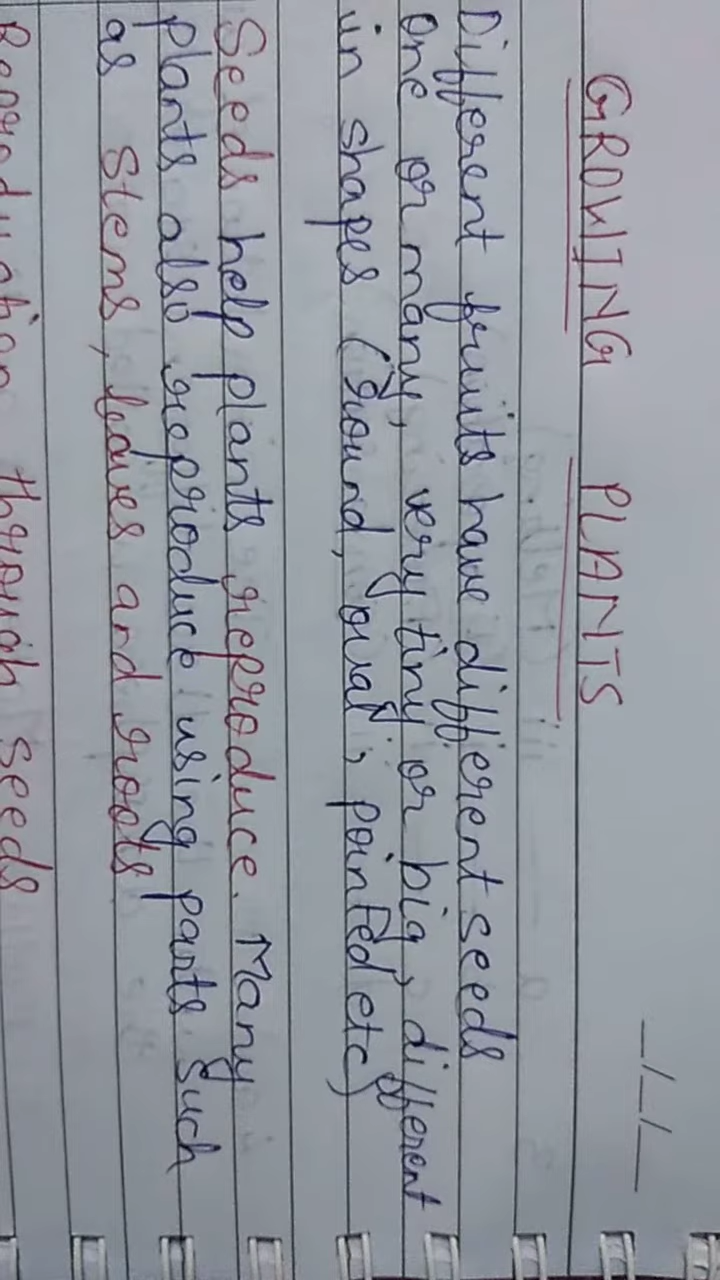 _/_/_
GROWING PLANTS
Different fruits have different seeds
one or many, very tiny or big, different
in shapes (round, oval, pointed etc)
Seeds help plants reproduce. Many
plants also reproduce using parts such
as stems, leaves and roots
Reproduction through seeds